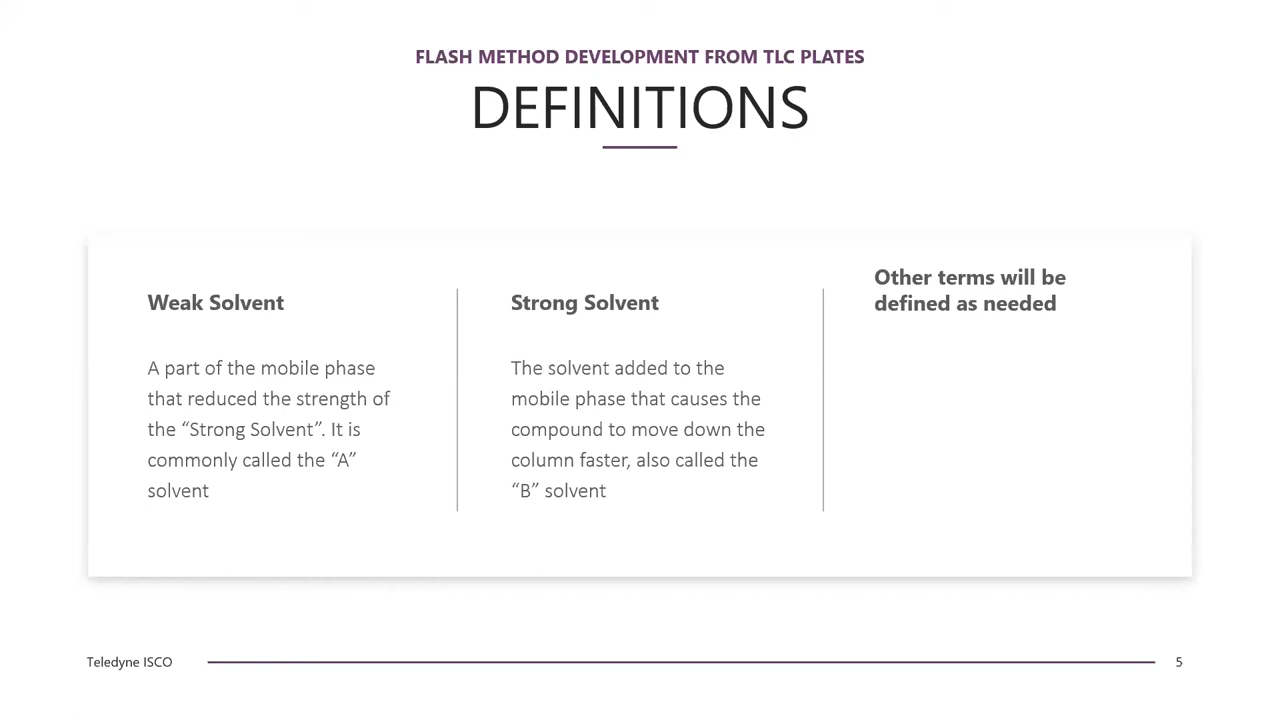 FLASH METHOD DEVELOPMENT FROM TLC PLATES
DEFINITIONS
Weak Solvent
A part of the mobile phase
that reduced the strength of
the “Strong Solvent”. It is
commonly called the “A”
solvent
Strong Solvent
The solvent added to the
mobile phase that causes the
compound to move down the
column faster, also called the
“B” solvent
Other terms will be
defined as needed
Teledyne ISCO
5